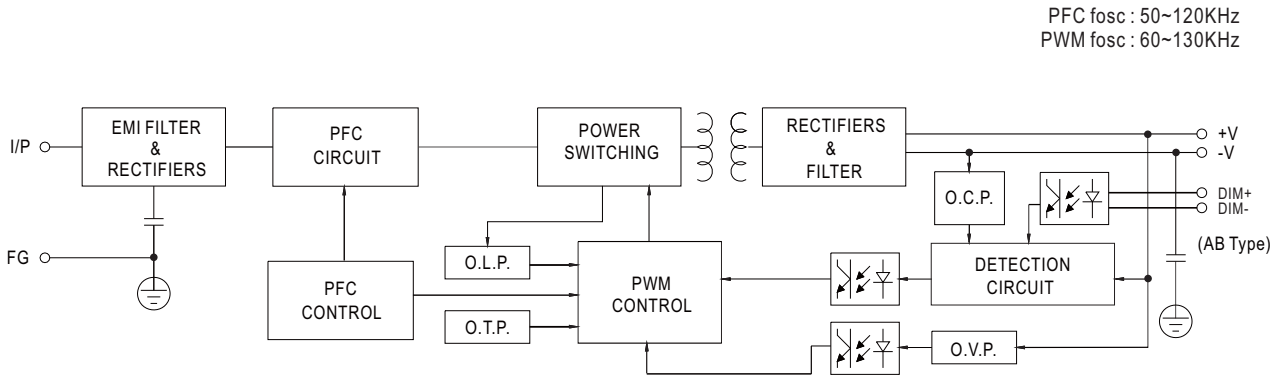 PFC fosc : 50~120KHz
PWM fosc : 60~130KHz
I/P
EMI FILTER
&
RECTIFIERS
PFC
CIRCUIT
POWER
SWITCHING
RECTIFIERS
&
FILTER
+V
-V
O.C.P.
DIM+
DIM-
(AB Type)
FG
O.L.P.
PFC
CONTROL
PWM
CONTROL
DETECTION
CIRCUIT
O.T.P.
O.V.P.